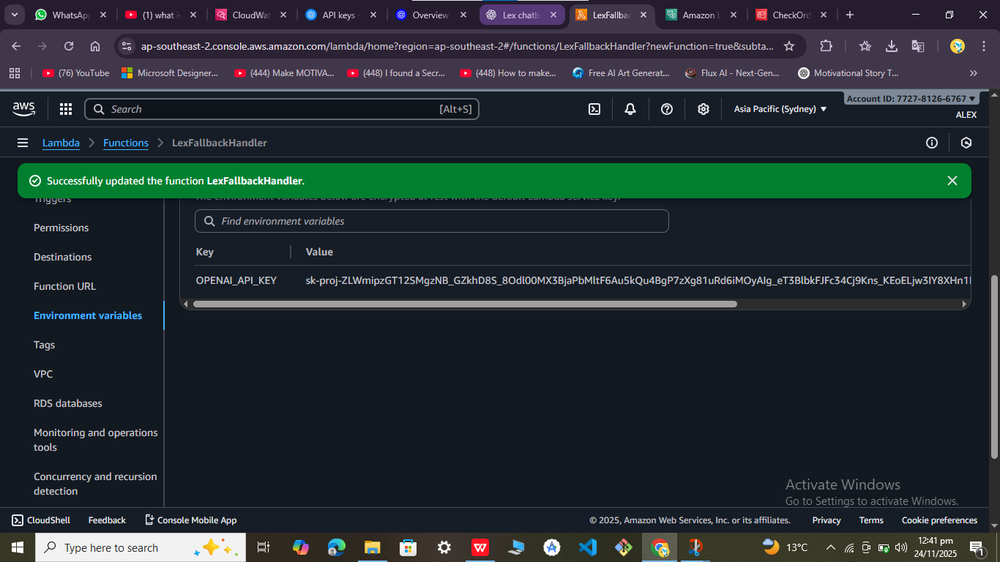 WhatsApp
(1) what is
CloudWat
API keys -
Overview
Lex chatb
LexFallbac
Amazon L
CheckOrd
ap-southeast-2.console.aws.amazon.com/lambda/home?region=ap-southeast-2#/functions/LexFallbackHandler?newFunction=true&subta...
(76) YouTube
Microsoft Designer...
(444) Make MOTIVA...
(448) I found a Secr...
(448) How to make...
Free AI Art Generat...
Flux AI - Next-Gen...
Motivational Story T...
aws
Search
[Alt+S]
Asia Pacific (Sydney)
Account ID: 7727-8126-6767
ALEX
Lambda
Functions
LexFallbackHandler
Successfully updated the function LexFallbackHandler.
Triggers
Permissions
Destinations
Function URL
Environment variables
Tags
VPC
RDS databases
Monitoring and operations
tools
Concurrency and recursion
detection
The environment variables below are encrypted at rest with the default Lambda service key.
Find environment variables
Key
Value
OPENAI_API_KEY
Activate Windows
Go to Settings to activate Windows.
CloudShell
Feedback
Console Mobile App
© 2025, Amazon Web Services, Inc. or its affiliates.
Privacy
Terms
Cookie preferences
Type here to search
13°C
12:41 pm
24/11/2025
1